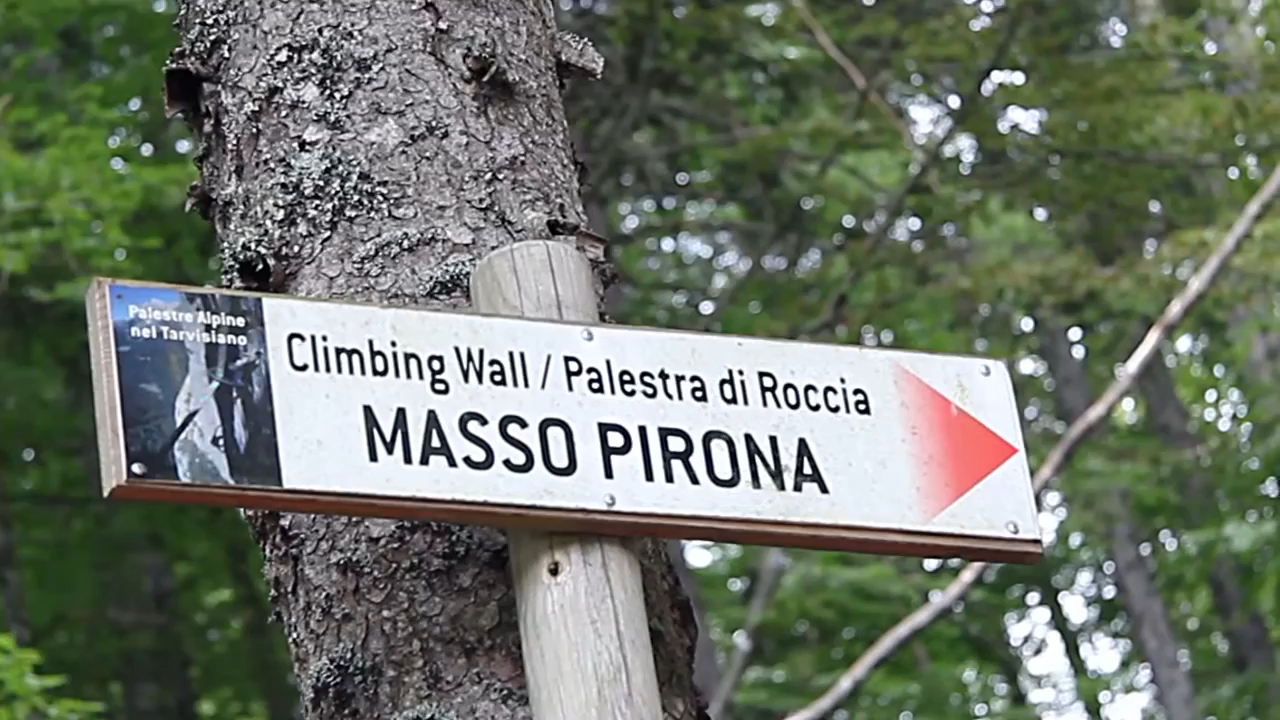 Palestre Alpine
nel Tarvisiano
Climbing Wall / Palestra di Roccia
MASSO PIRONA